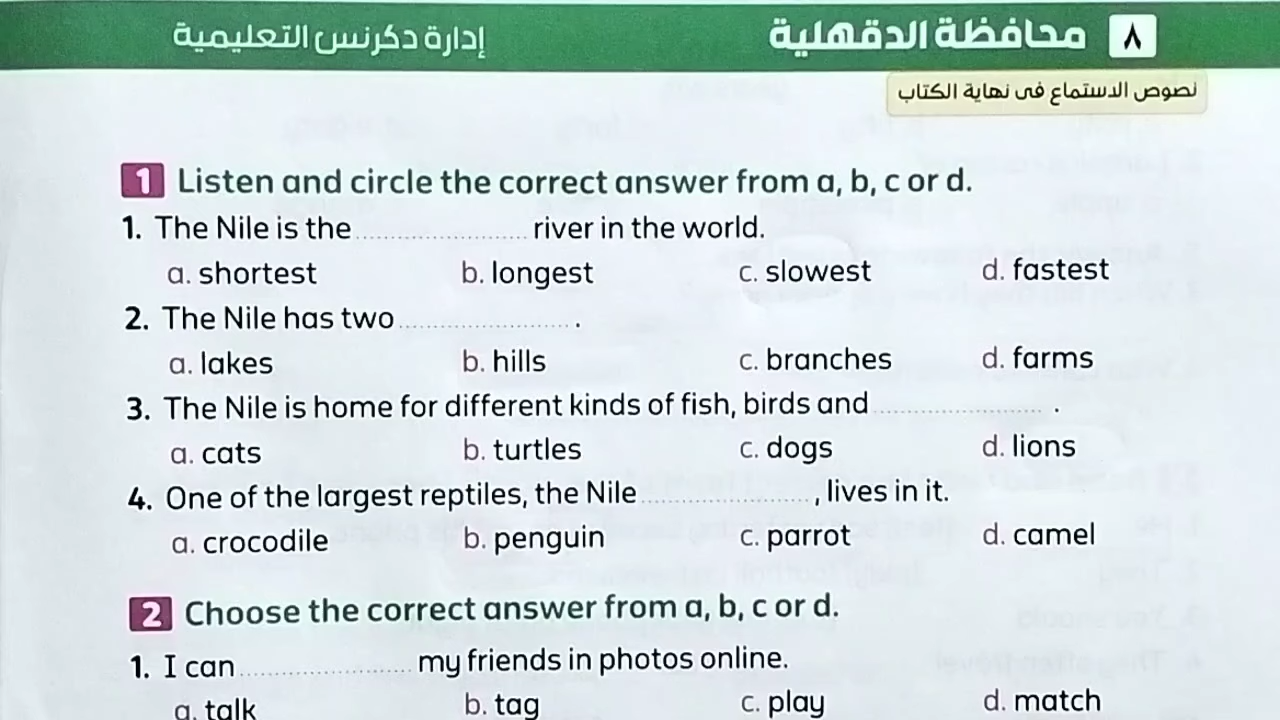 ٨ محافظة الدقهلية إدارة دكرنس التعليمية
نصوص الاستماع فى نهاية الكتاب
1 Listen and circle the correct answer from a, b, c or d.
1. The Nile is the .................... river in the world.
a. shortest b. longest c. slowest d. fastest
2. The Nile has two .................... .
a. lakes b. hills c. branches d. farms
3. The Nile is home for different kinds of fish, birds and .................... .
a. cats b. turtles c. dogs d. lions
4. One of the largest reptiles, the Nile ...................., lives in it.
a. crocodile b. penguin c. parrot d. camel
2 Choose the correct answer from a, b, c or d.
1. I can .................... my friends in photos online.
a. talk b. tag c. play d. match